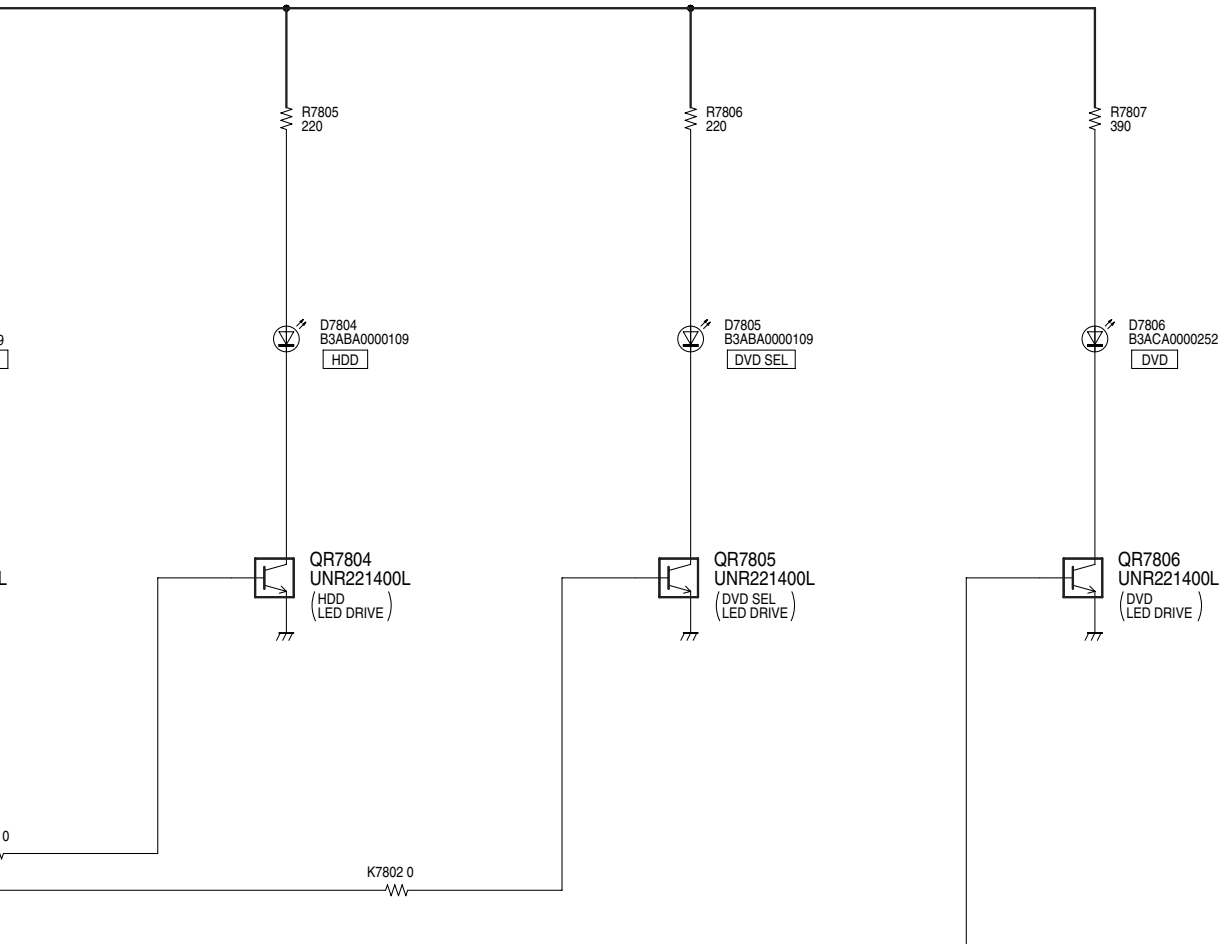 R7805
220
R7806
220
R7807
390
9
D7804
B3ABA0000109
HDD
D7805
B3ABA0000109
DVD SEL
D7806
B3ACA0000252
DVD
L
QR7804
UNR221400L
(HDD
LED DRIVE)
QR7805
UNR221400L
(DVD SEL
LED DRIVE)
QR7806
UNR221400L
(DVD
LED DRIVE)
0
K7802 0